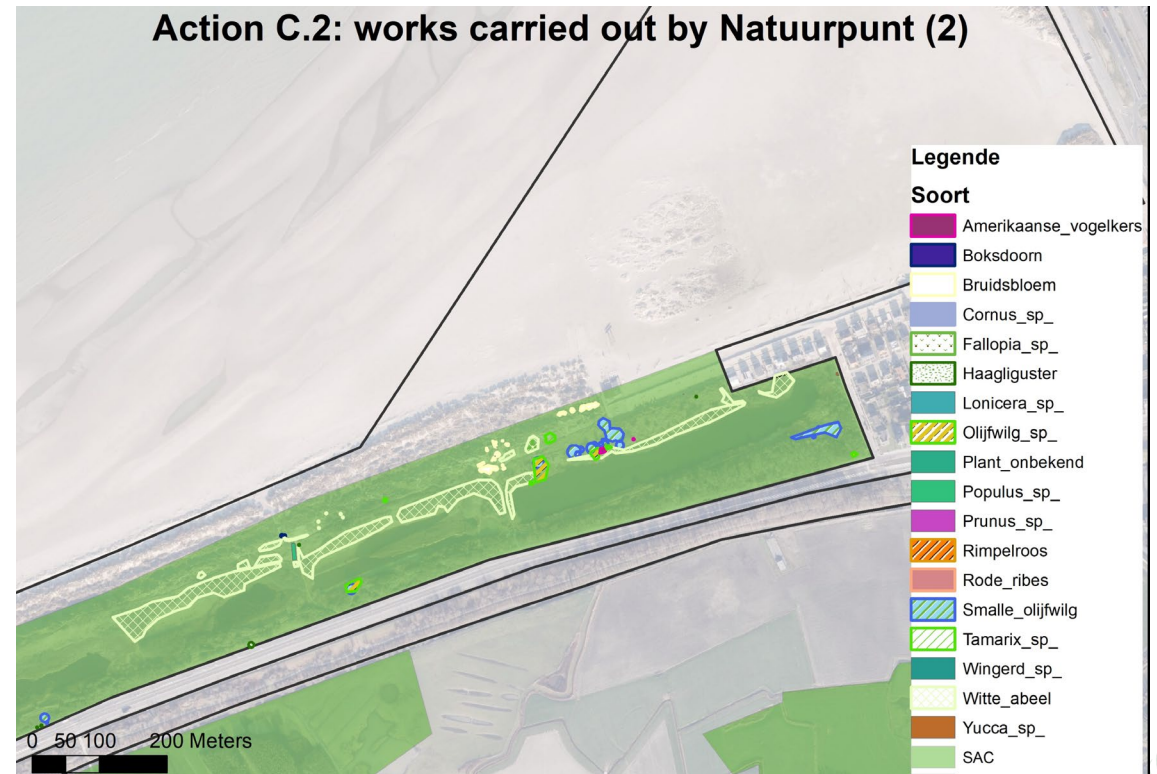 Action C.2: works carried out by Natuurpunt (2)
Legende
Soort
Amerikaanse_vogelkers
Boksdoorn
Bruidsbloem
Cornus_sp_
Fallopia_sp_
Haagliguster
Lonicera_sp_
Olijfwilg_sp_
Plant_onbekend
Populus_sp_
Prunus_sp_
Rimpelroos
Rode_ribes
Smalle_olijfwilg
Tamarix_sp_
Wingerd_sp_
Witte_abeel
Yucca_sp_
SAC
0 50 100 200 Meters